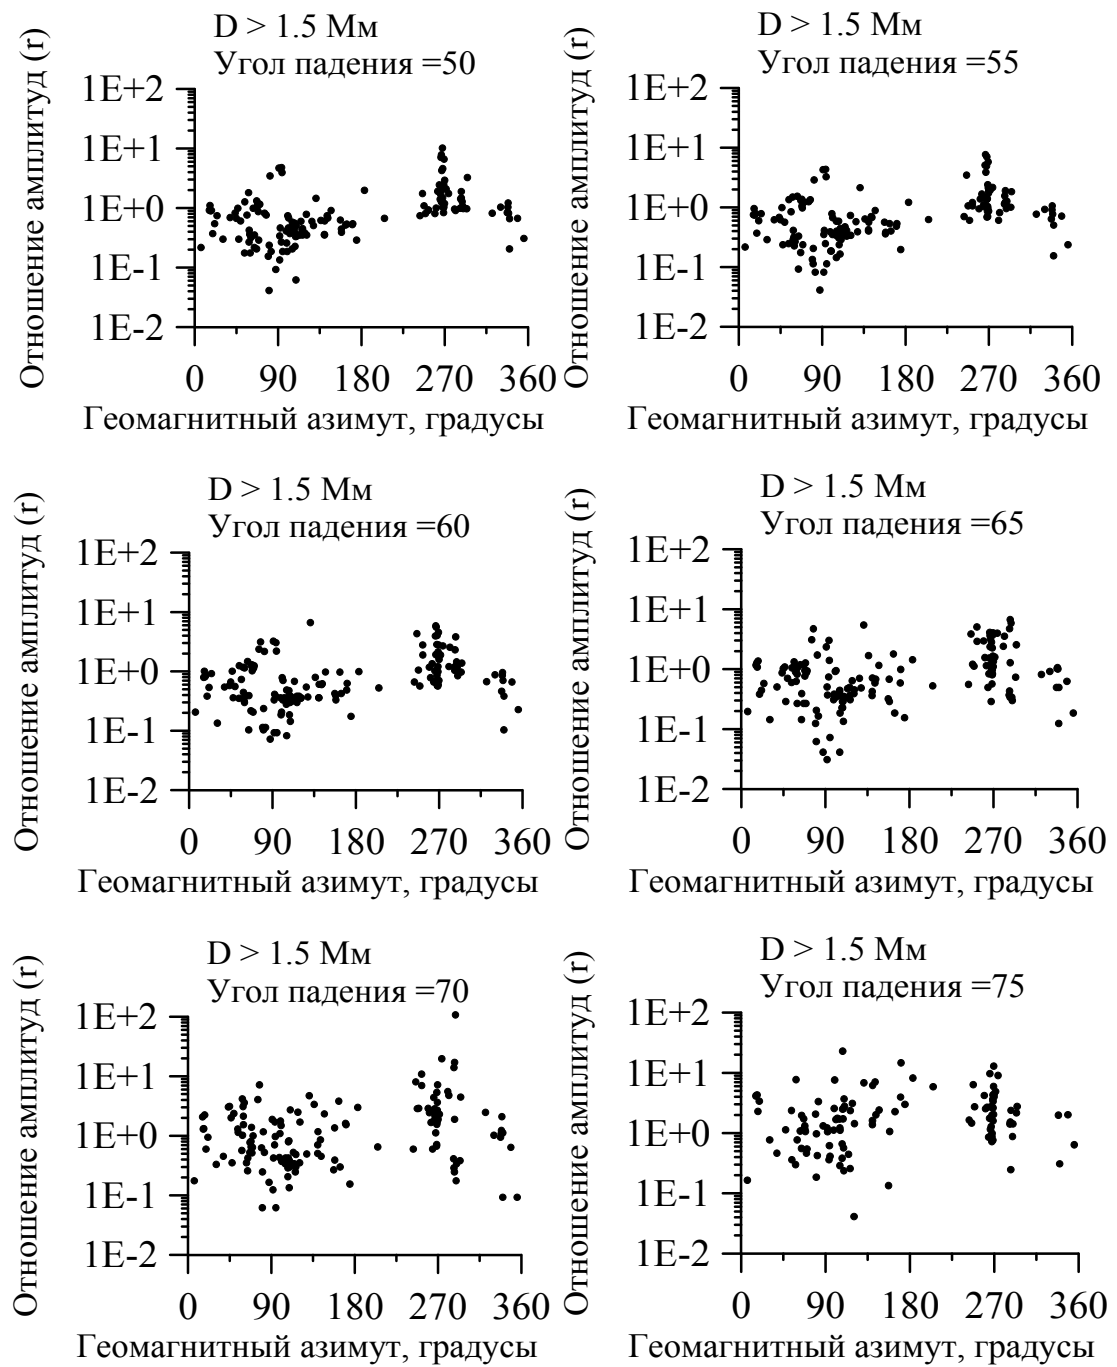 D > 1.5 Мм
Угол падения =50
Отношение амплитуд (r)
1E+2
1E+1
1E+0
1E-1
1E-2
0 90 180 270 360
Геомагнитный азимут, градусы
D > 1.5 Мм
Угол падения =55
Отношение амплитуд (r)
1E+2
1E+1
1E+0
1E-1
1E-2
0 90 180 270 360
Геомагнитный азимут, градусы
D > 1.5 Мм
Угол падения =60
Отношение амплитуд (r)
1E+2
1E+1
1E+0
1E-1
1E-2
0 90 180 270 360
Геомагнитный азимут, градусы
D > 1.5 Мм
Угол падения =65
Отношение амплитуд (r)
1E+2
1E+1
1E+0
1E-1
1E-2
0 90 180 270 360
Геомагнитный азимут, градусы
D > 1.5 Мм
Угол падения =70
Отношение амплитуд (r)
1E+2
1E+1
1E+0
1E-1
1E-2
0 90 180 270 360
Геомагнитный азимут, градусы
D > 1.5 Мм
Угол падения =75
Отношение амплитуд (r)
1E+2
1E+1
1E+0
1E-1
1E-2
0 90 180 270 360
Геомагнитный азимут, градусы